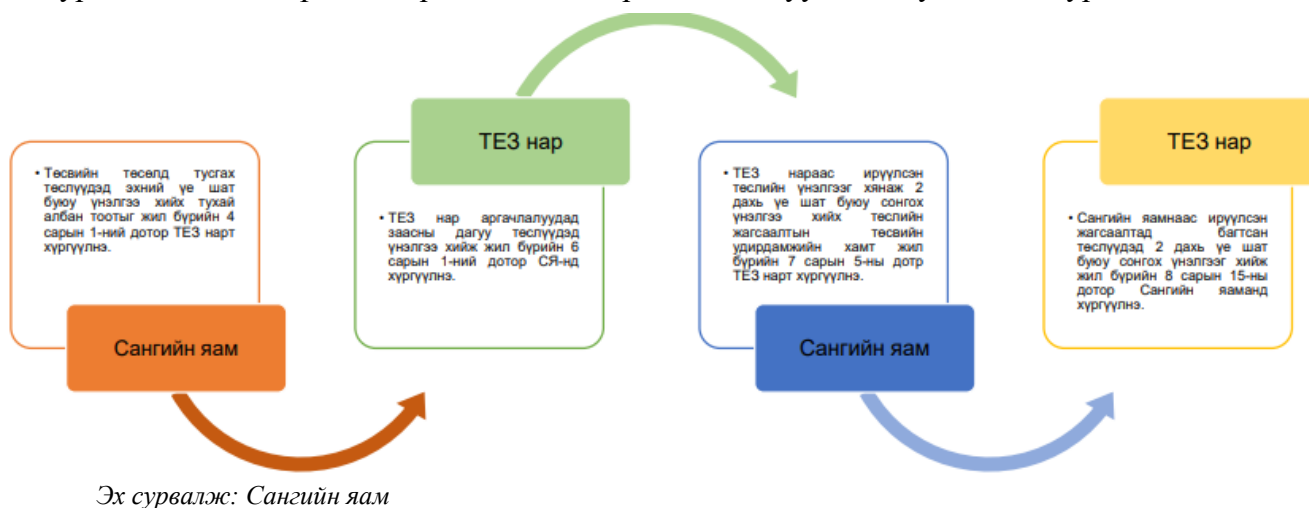 • Төсвийн төсөлд тусгах
төслүүдэд эхний үе шат
буюу үнэлгээ хийх тухай
албан тоотыг жил бүрийн 4
сарын 1-ний дотор ТЕЗ нарт
хүргүүлнэ.
Сангийн яам
ТЕЗ нар
• ТЕЗ нар аргачлалуудад
заасны дагуу төслүүдэд
үнэлгээ хийж жил бүрийн 6
сарын 1-ний дотор СЯ-нд
хүргүүлнэ.
• ТЕЗ нараас ирүүлсэн
төслийн үнэлгээг хянаж 2
дахь үе шат буюу сонгох
үнэлгээ хийх төслийн
жагсаалтын төсвийн
удирдамжийн хамт жил
бүрийн 7 сарын 5-ны дотр
ТЕЗ нарт хүргүүлнэ.
Сангийн яам
ТЕЗ нар
• Сангийн яамнаас ирүүлсэн
жагсаалтад багтсан
төслүүдэд 2 дахь үе шат
буюу сонгох үнэлгээг хийж
жил бүрийн 8 сарын 15-ны
дотор Сангийн яаманд
хүргүүлнэ.
Эх сурвалж: Сангийн яам